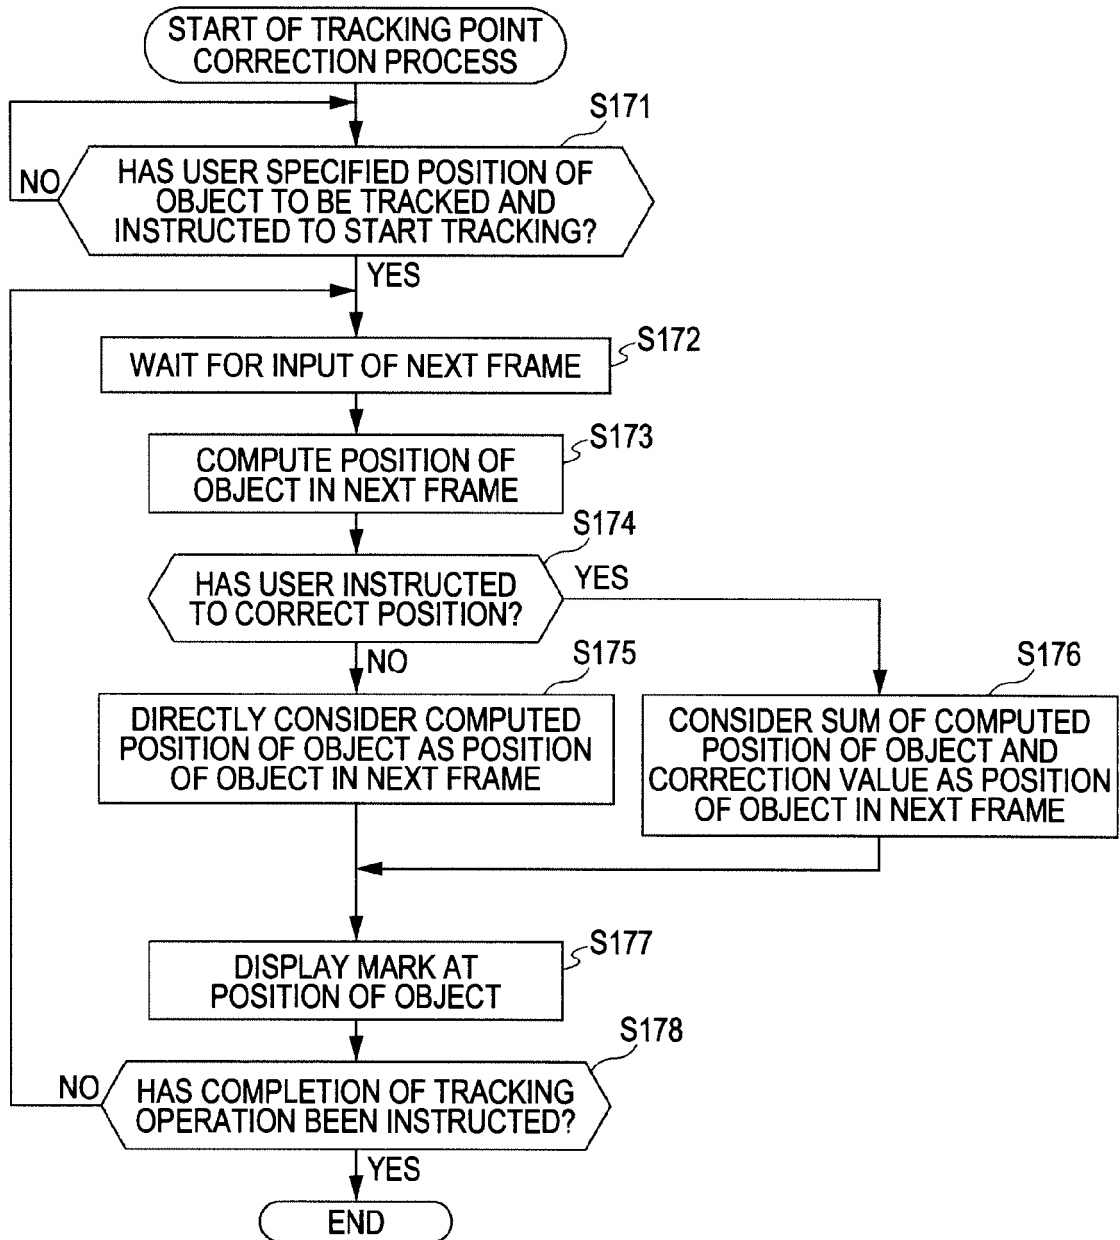 START OF TRACKING POINT
CORRECTION PROCESS
S171
HAS USER SPECIFIED POSITION OF
OBJECT TO BE TRACKED AND
INSTRUCTED TO START TRACKING?
NO
YES
S172
WAIT FOR INPUT OF NEXT FRAME
S173
COMPUTE POSITION OF
OBJECT IN NEXT FRAME
S174
HAS USER INSTRUCTED
TO CORRECT POSITION?
YES
NO
S175
DIRECTLY CONSIDER COMPUTED
POSITION OF OBJECT AS POSITION
OF OBJECT IN NEXT FRAME
S176
CONSIDER SUM OF COMPUTED
POSITION OF OBJECT AND
CORRECTION VALUE AS POSITION
OF OBJECT IN NEXT FRAME
S177
DISPLAY MARK AT
POSITION OF OBJECT
S178
HAS COMPLETION OF TRACKING
OPERATION BEEN INSTRUCTED?
NO
YES
END